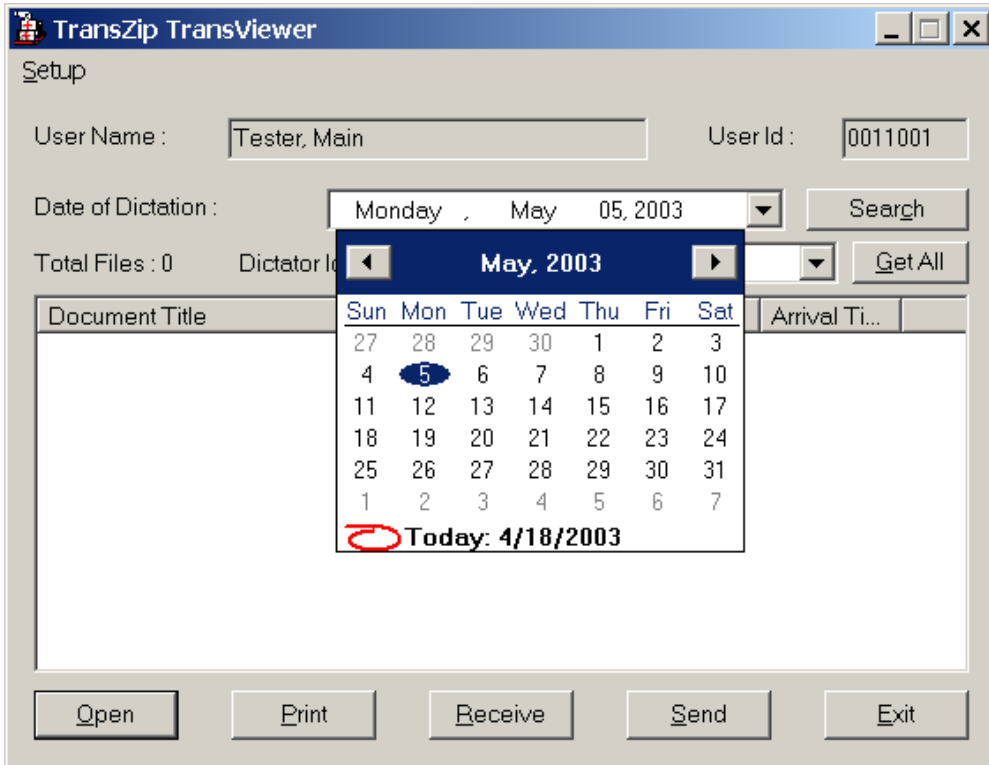 TransZip TransViewer
Setup
User Name : Tester, Main User Id : 0011001
Date of Dictation : Monday , May 05, 2003 Search
Total Files : 0 Dictator Get All
May, 2003
Document Title Arrival Ti...
Sun Mon Tue Wed Thu Fri Sat
27 28 29 30 1 2 3
4 5 6 7 8 9 10
11 12 13 14 15 16 17
18 19 20 21 22 23 24
25 26 27 28 29 30 31
1 2 3 4 5 6 7
Today: 4/18/2003
Open Print Receive Send Exit